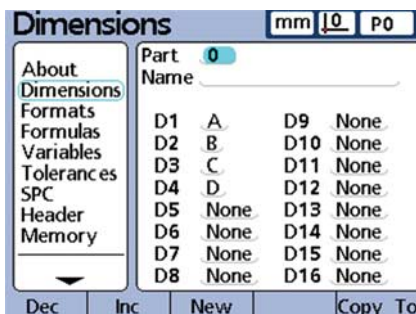 Dimensions mm 0 P0
About
Dimensions
Formats
Formulas
Variables
Tolerances
SPC
Header
Memory
Part 0
Name
D1 A D9 None
D2 B D10 None
D3 C D11 None
D4 D D12 None
D5 None D13 None
D6 None D14 None
D7 None D15 None
D8 None D16 None
Dec Inc New Copy To